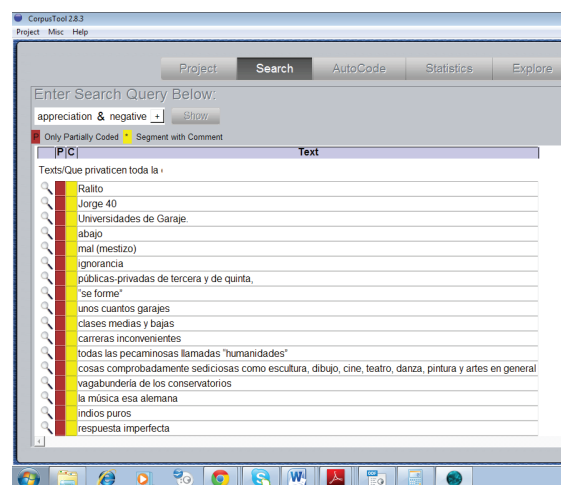 CorpusTool 2.8.3
Project Misc Help
Project Search AutoCode Statistics Explore
Enter Search Query Below:
appreciation & negative + Show
P Only Partially Coded * Segment with Comment
P C Text
Texts/Que privaticen toda la
Ralito
Jorge 40
Universidades de Garaje.
abajo
mal (mestizo)
ignorancia
públicas-privadas de tercera y de quinta,
"se forme"
unos cuantos garajes
clases medias y bajas
carreras inconvenientes
todas las pecaminosas llamadas "humanidades"
cosas comprobadamente sediciosas como escultura, dibujo, cine, teatro, danza, pintura y artes en general
vagabundería de los conservatorios
la música esa alemana
indios puros
respuesta imperfecta